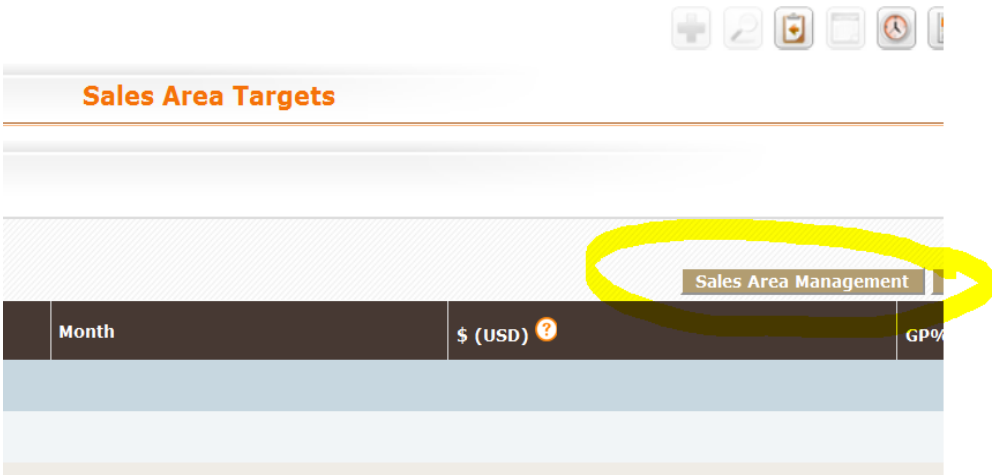 Sales Area Targets
Sales Area Management
Month $ (USD) ? GP%